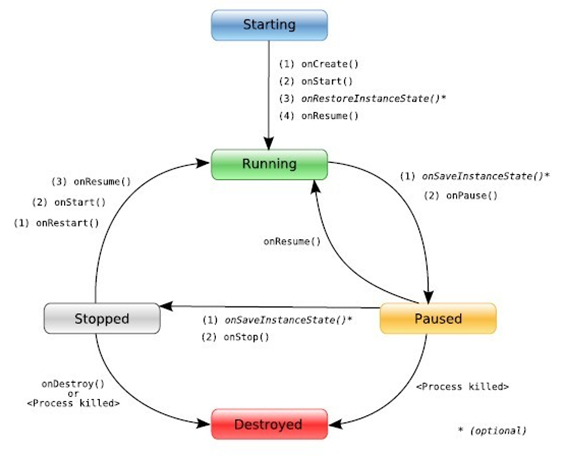 Starting
(1) onCreate()
(2) onStart()
(3) onRestoreInstanceState()*
(4) onResume()
Running
(3) onResume()
(2) onStart()
(1) onRestart()
(1) onSaveInstanceState()*
(2) onPause()
onResume()
Stopped
(1) onSaveInstanceState()*
(2) onStop()
Paused
onDestroy()
or
<Process killed>
<Process killed>
Destroyed
* (optional)